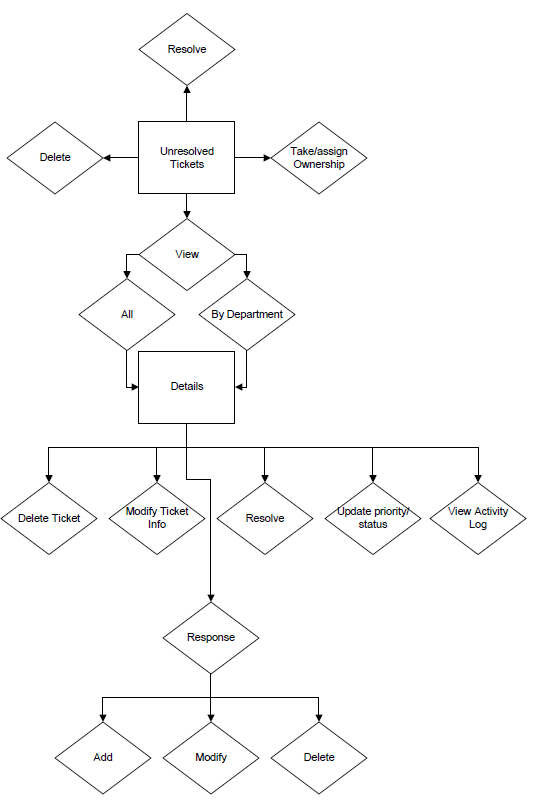 Resolve
Delete
Unresolved
Tickets
Take/assign
Ownership
View
All
By Department
Details
Delete Ticket
Modify Ticket
Info
Resolve
Update priority/
status
View Activity
Log
Response
Add
Modify
Delete